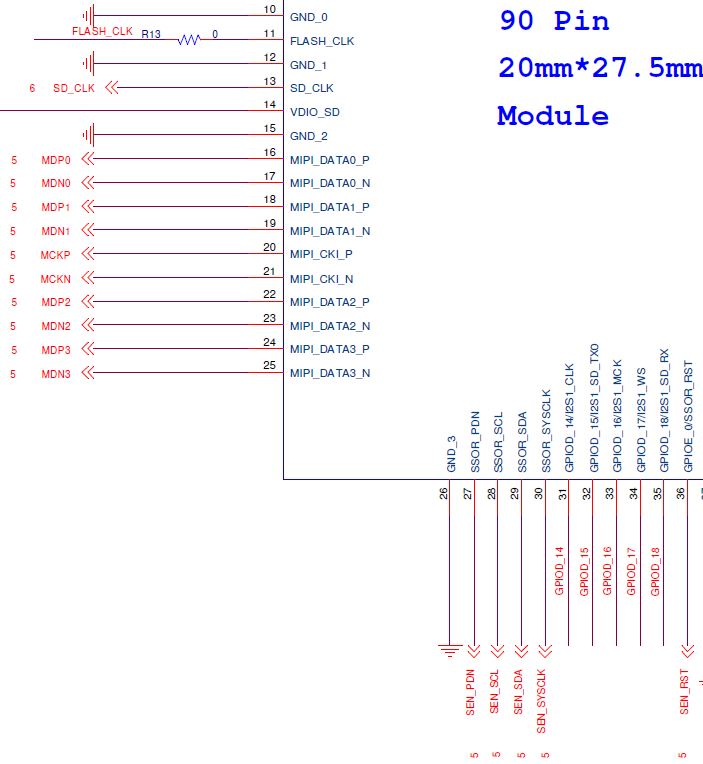 90 Pin
20mm*27.5mm
Module
10 GND_0
FLASH_CLK R13 0 11 FLASH_CLK
12 GND_1
6 SD_CLK 13 SD_CLK
14 VDIO_SD
15 GND_2
5 MDP0 16 MIPI_DATA0_P
5 MDN0 17 MIPI_DATA0_N
5 MDP1 18 MIPI_DATA1_P
5 MDN1 19 MIPI_DATA1_N
5 MCKP 20 MIPI_CKI_P
5 MCKN 21 MIPI_CKI_N
5 MDP2 22 MIPI_DATA2_P
5 MDN2 23 MIPI_DATA2_N
5 MDP3 24 MIPI_DATA3_P
5 MDN3 25 MIPI_DATA3_N
GND_3 26
SSOR_PDN 27 SEN_PDN 5
SSOR_SCL 28 SEN_SCL 5
SSOR_SDA 29 SEN_SDA 5
SSOR_SYSCLK 30 SEN_SYSCLK 5
GPIOD_14/I2S1_CLK 31 GPIOD_14
GPIOD_15/I2S1_SD_TXO 32 GPIOD_15
GPIOD_16/I2S1_MCK 33 GPIOD_16
GPIOD_17/I2S1_WS 34 GPIOD_17
GPIOD_18/I2S1_SD_RX 35 GPIOD_18
GPIOE_0/SSOR_RST 36 SEN_RST 5